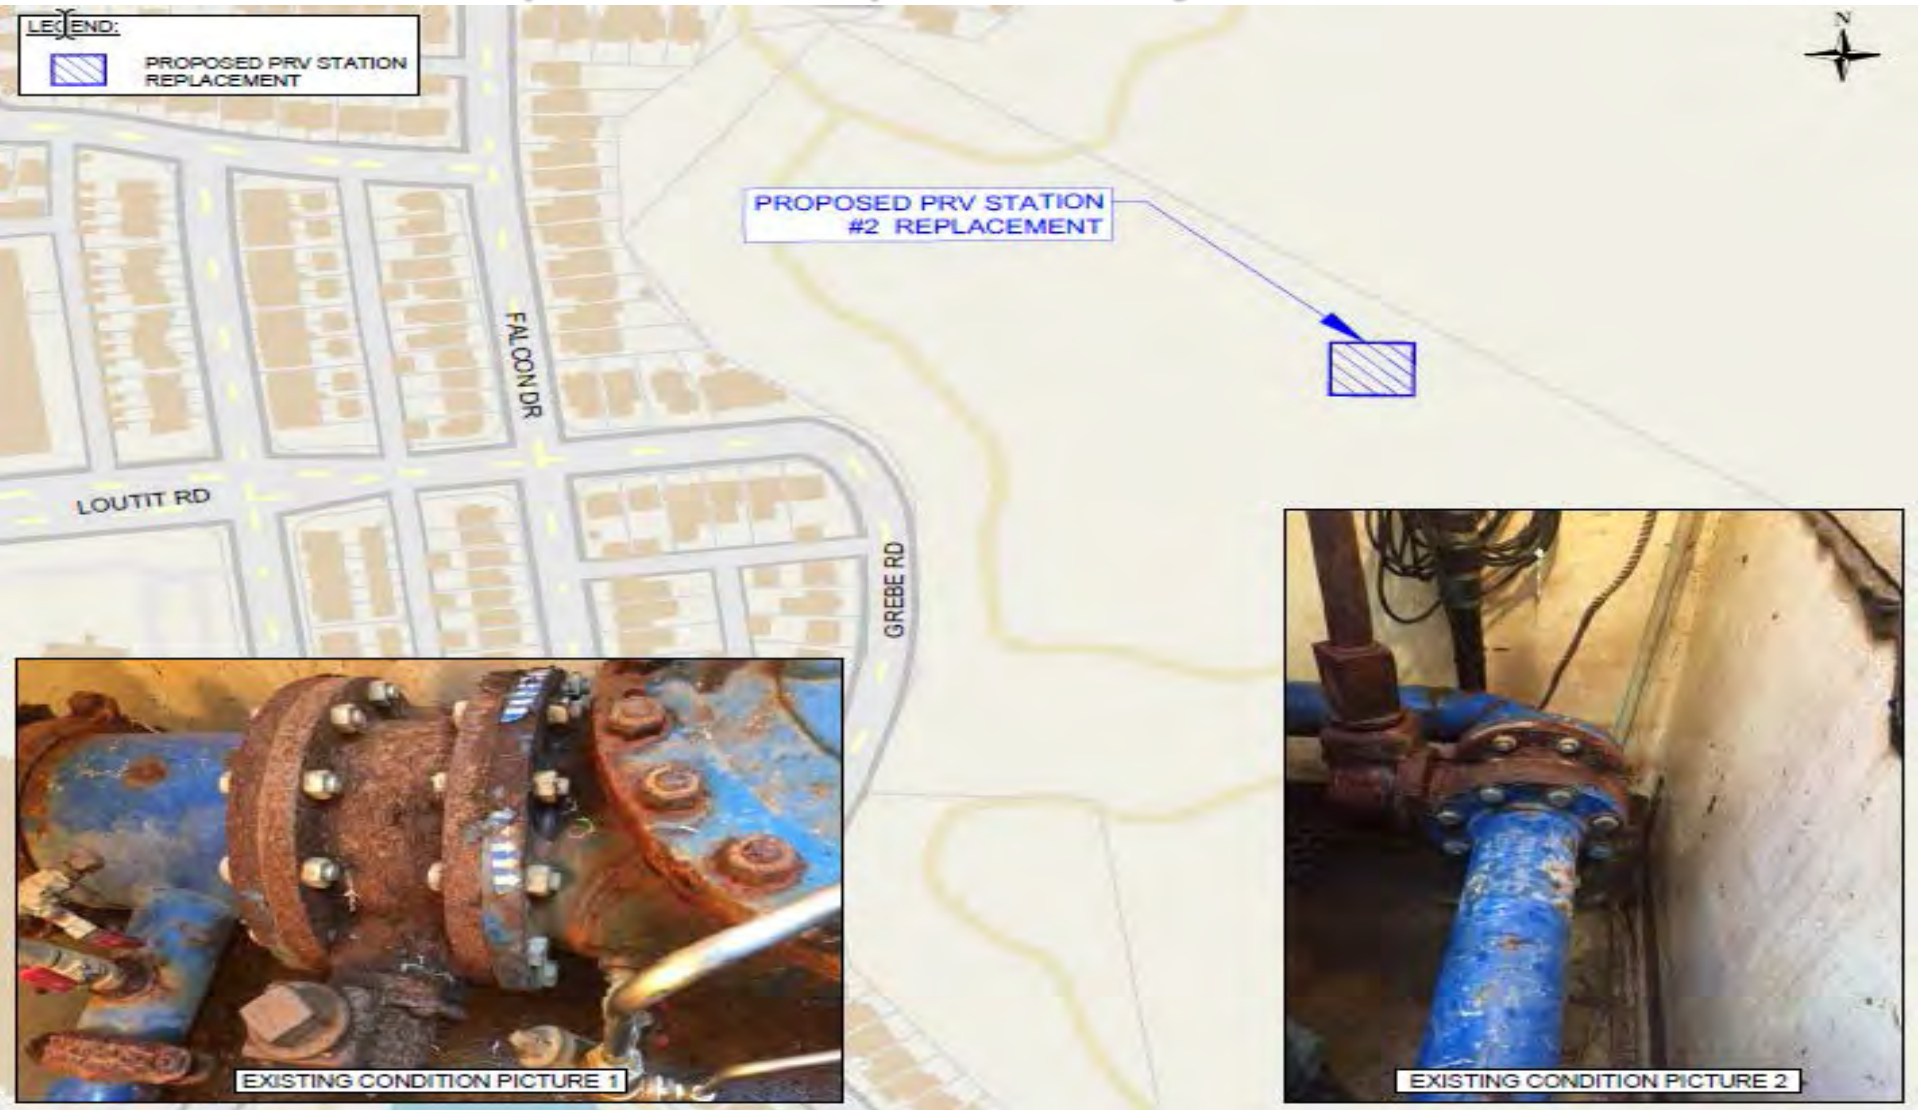 LEGEND:
PROPOSED PRV STATION
REPLACEMENT
N
PROPOSED PRV STATION
#2 REPLACEMENT
FALCON DR
LOUTIT RD
GREBE RD
EXISTING CONDITION PICTURE 1
EXISTING CONDITION PICTURE 2